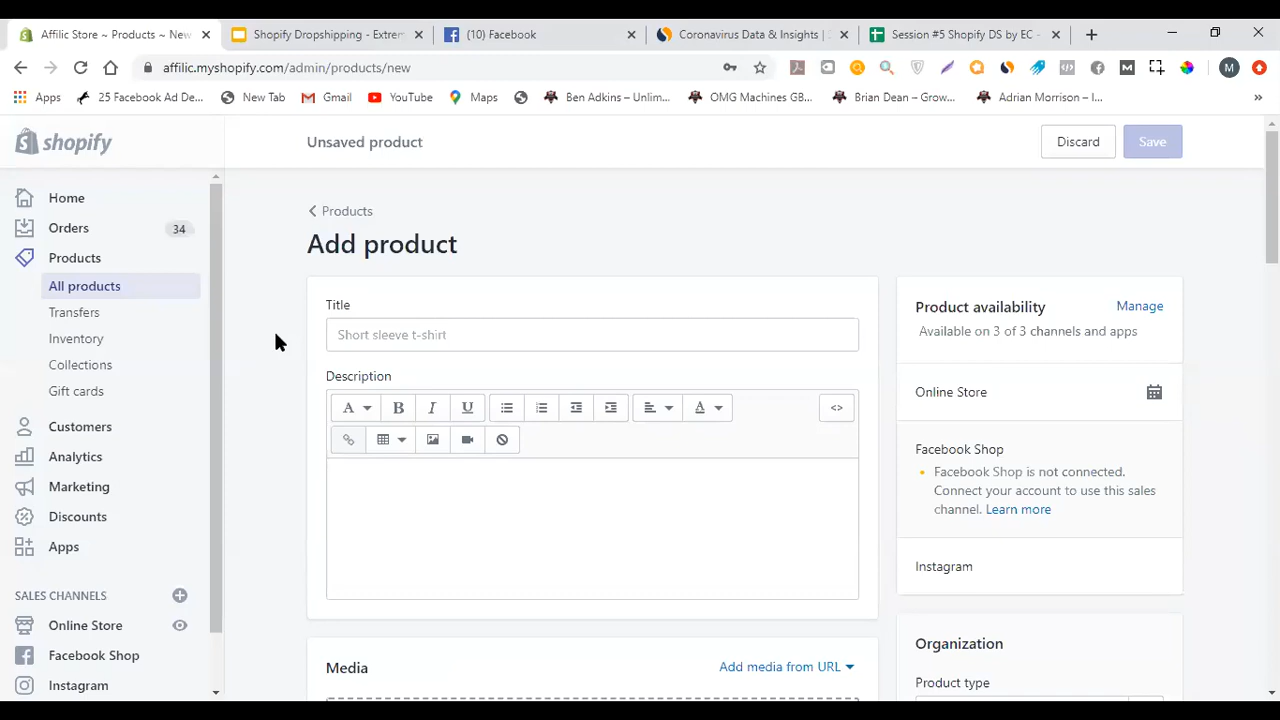 Affilic Store ~ Products ~ New
Shopify Dropshipping - Extrem
(10) Facebook
Coronavirus Data & Insights |
Session #5 Shopify DS by EC -
affilic.myshopify.com/admin/products/new
Apps
25 Facebook Ad De...
New Tab
Gmail
YouTube
Maps
Ben Adkins – Unlim...
OMG Machines GB...
Brian Dean – Grow...
Adrian Morrison – I...
»
shopify
Unsaved product
Discard
Save
Home
Orders
34
Products
All products
Transfers
Inventory
Collections
Gift cards
Customers
Analytics
Marketing
Discounts
Apps
SALES CHANNELS
Online Store
Facebook Shop
Instagram
Products
Add product
Title
Short sleeve t-shirt
Description
A
B
I
U
A
<>
Media
Add media from URL
Product availability
Manage
Available on 3 of 3 channels and apps
Online Store
Facebook Shop
Facebook Shop is not connected.
Connect your account to use this sales
channel. Learn more
Instagram
Organization
Product type